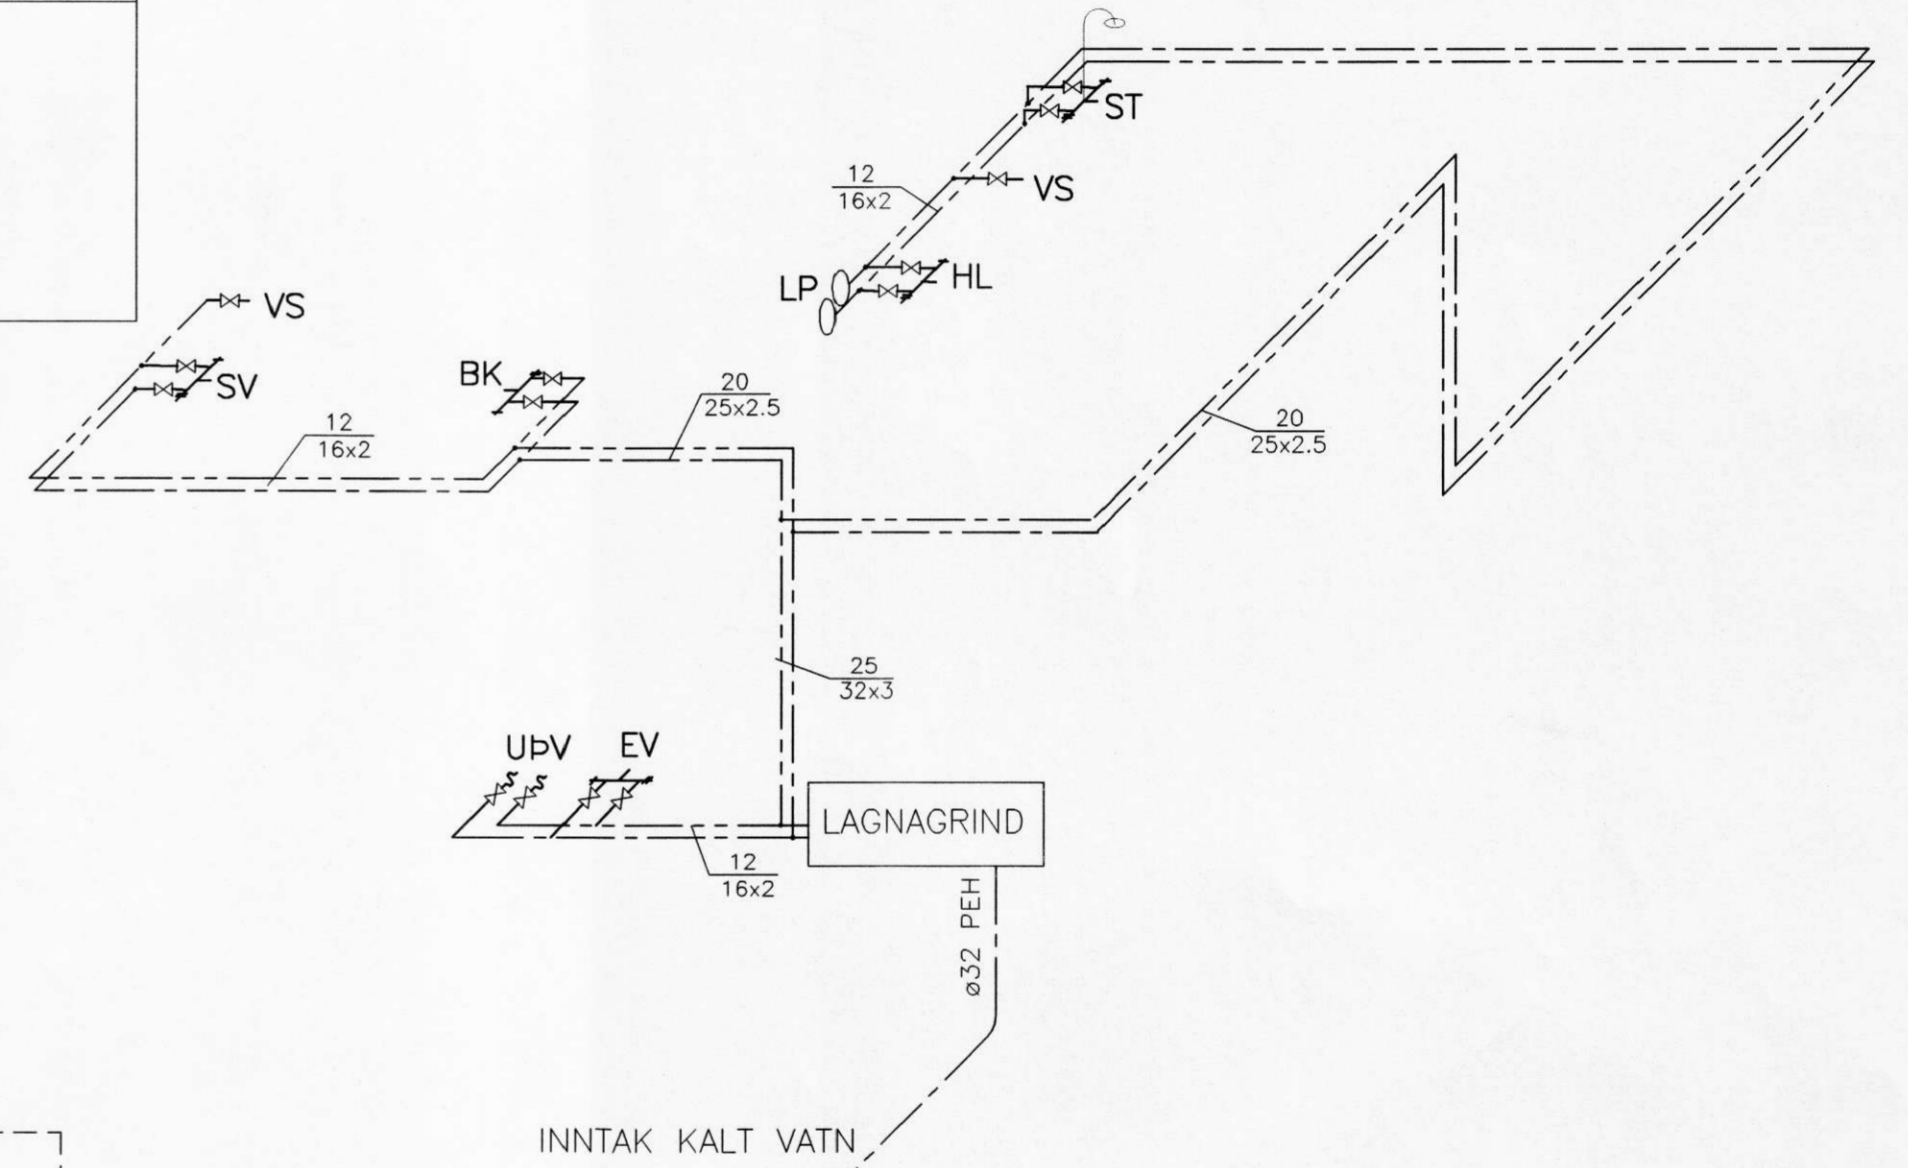 ST
12
16x2
VS
LP
HL
VS
SV
BK
20
25x2.5
12
16x2
20
25x2.5
25
32x3
UÞV
EV
LAGNAGRIND
12
16x2
ø32 PEH
INNTAK KALT VATN